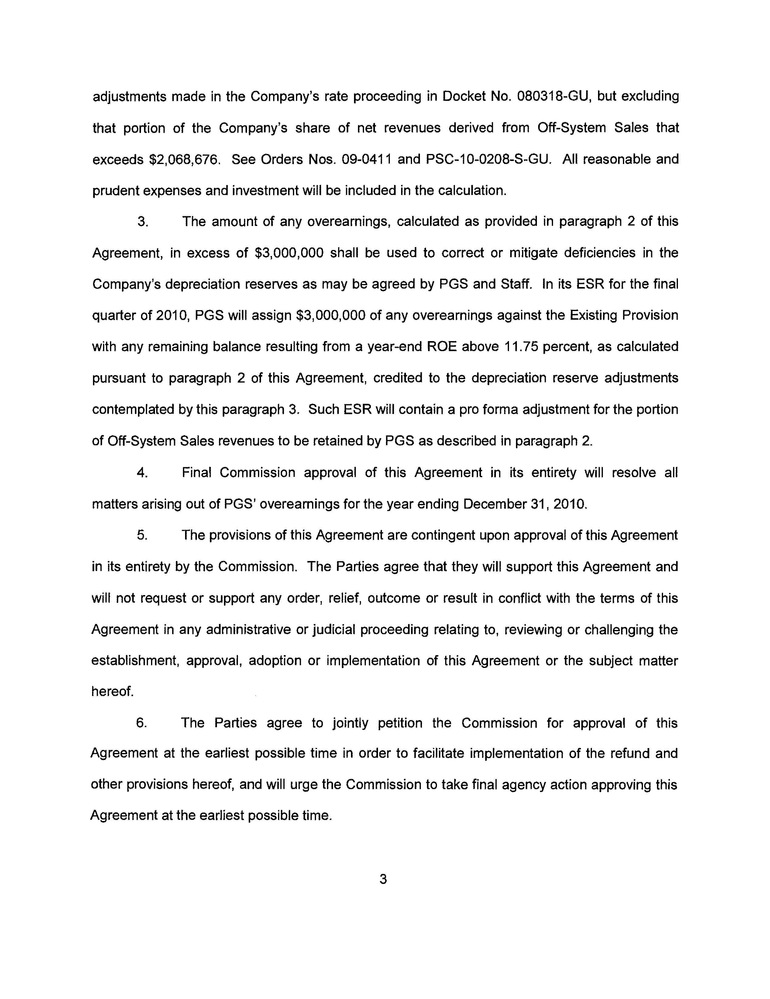 adjustments made in the Company's rate proceeding in Docket No. 080318-GU, but excluding
that portion of the Company's share of net revenues derived from Off-System Sales that
exceeds $2,068,676. See Orders Nos. 09-0411 and PSC-10-0208-S-GU. All reasonable and
prudent expenses and investment will be included in the calculation.
3. The amount of any overearnings, calculated as provided in paragraph 2 of this
Agreement, in excess of $3,000,000 shall be used to correct or mitigate deficiencies in the
Company's depreciation reserves as may be agreed by PGS and Staff. In its ESR for the final
quarter of 2010, PGS will assign $3,000,000 of any overearnings against the Existing Provision
with any remaining balance resulting from a year-end ROE above 11.75 percent, as calculated
pursuant to paragraph 2 of this Agreement, credited to the depreciation reserve adjustments
contemplated by this paragraph 3. Such ESR will contain a pro forma adjustment for the portion
of Off-System Sales revenues to be retained by PGS as described in paragraph 2.
4. Final Commission approval of this Agreement in its entirety will resolve all
matters arising out of PGS' overearnings for the year ending December 31, 2010.
5. The provisions of this Agreement are contingent upon approval of this Agreement
in its entirety by the Commission. The Parties agree that they will support this Agreement and
will not request or support any order, relief, outcome or result in conflict with the terms of this
Agreement in any administrative or judicial proceeding relating to, reviewing or challenging the
establishment, approval, adoption or implementation of this Agreement or the subject matter
hereof.
6. The Parties agree to jointly petition the Commission for approval of this
Agreement at the earliest possible time in order to facilitate implementation of the refund and
other provisions hereof, and will urge the Commission to take final agency action approving this
Agreement at the earliest possible time.
3